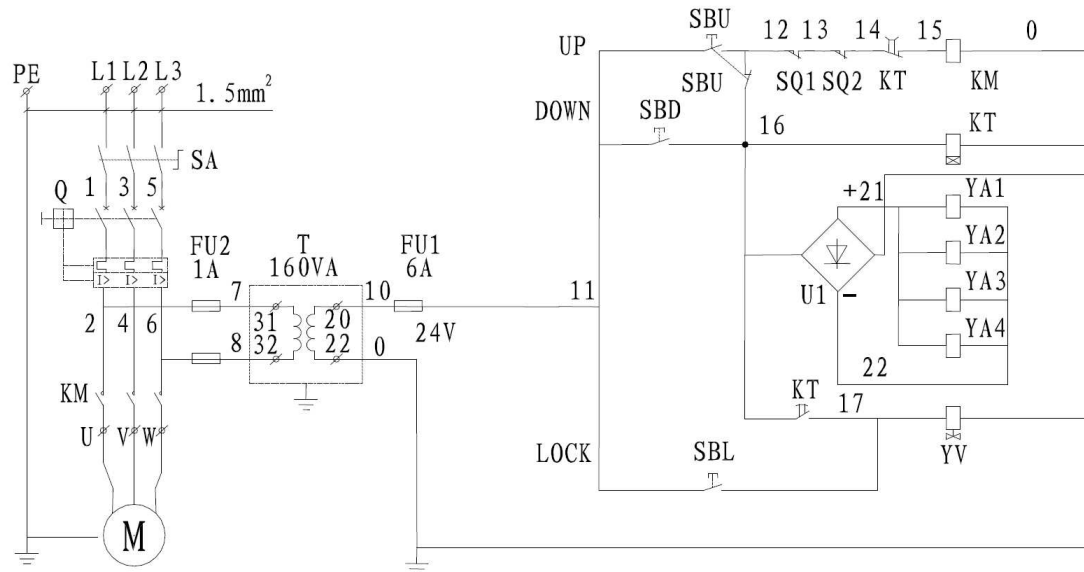 SBU 12 13 14 15 0
UP
SBU SQ1 SQ2 KT KM
PE L1 L2 L3
1.5mm²
DOWN SBD 16 KT
SA
Q 1 3 5
+21 YA1
YA2
FU2 T FU1
1A 160VA 6A
U1 - YA3
7 10 11
2 4 6 31 20 24V YA4
32 22
8 0
22
KM KT 17
U V W
LOCK SBL YV
M
I> I> I>